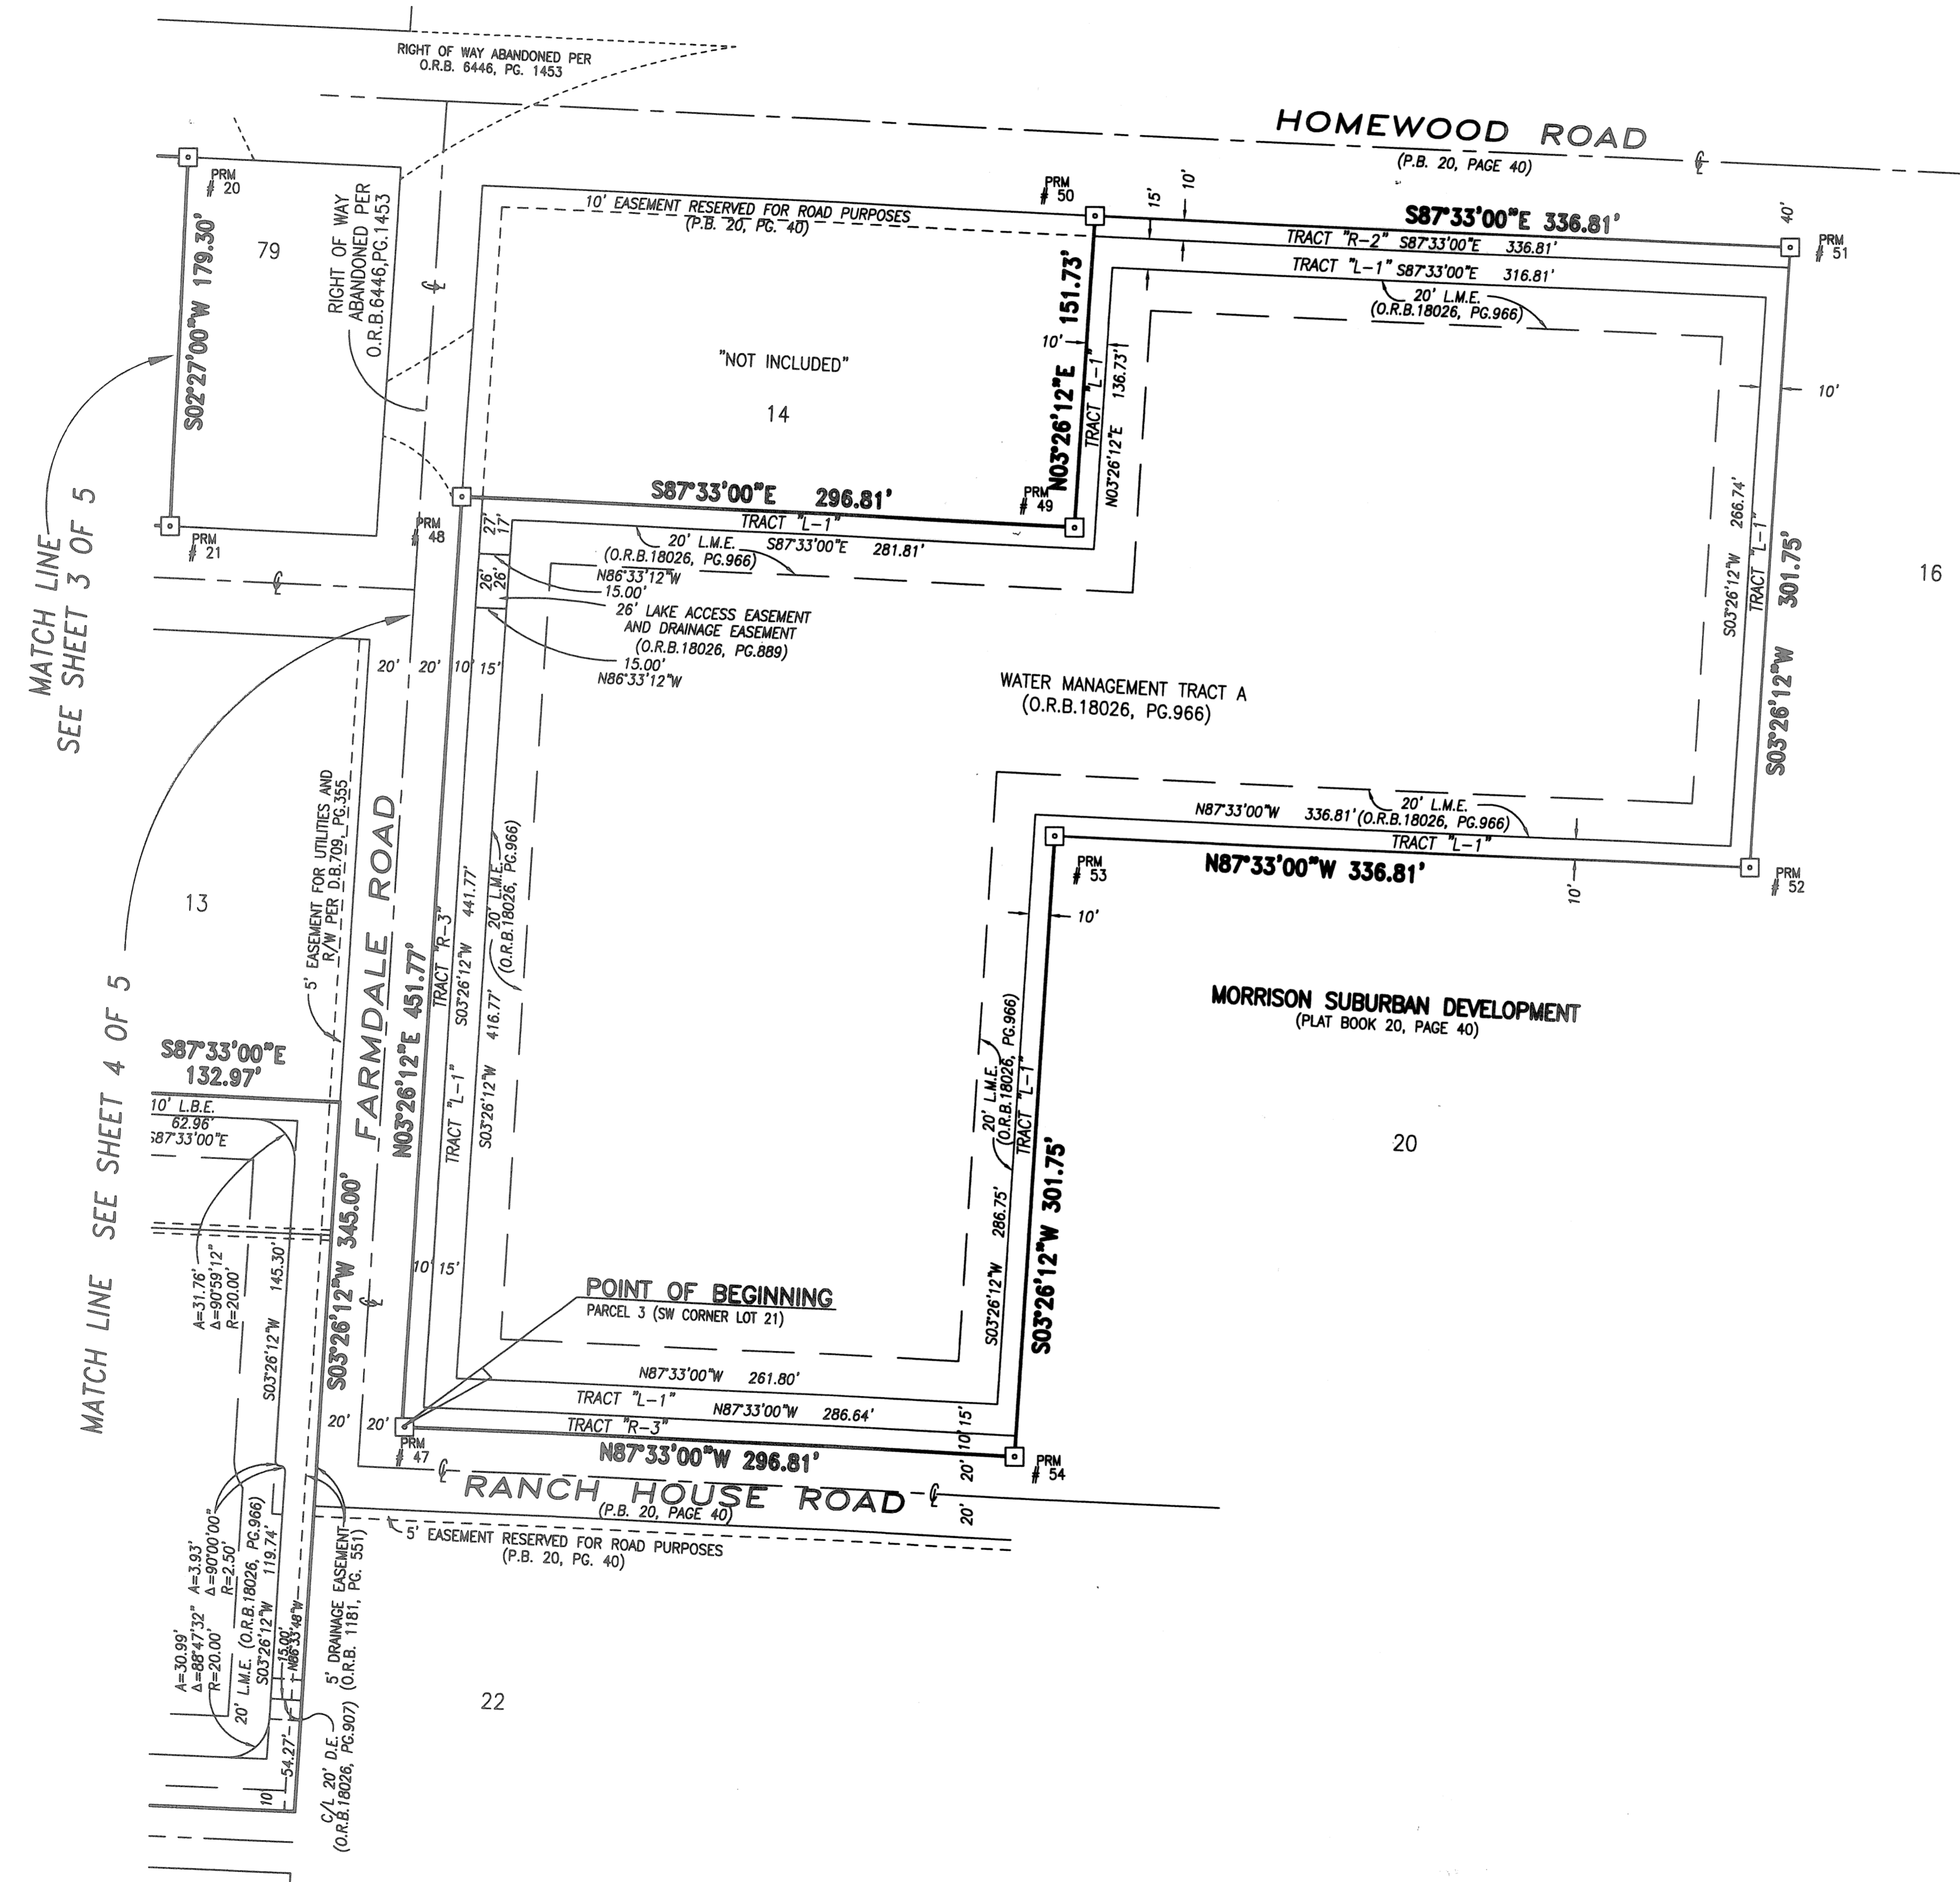 RIGHT OF WAY ABANDONED PER
O.R.B. 6446, PG. 1453
HOMEWOOD ROAD
(P.B. 20, PAGE 40)
PRM
# 20
79
S02°27'00"W 179.30'
RIGHT OF WAY
ABANDONED PER
O.R.B.6446,PG.1453
PRM
# 21
10' EASEMENT RESERVED FOR ROAD PURPOSES
(P.B. 20, PG. 40)
PRM
# 50
15'
10'
S87°33'00"E 336.81'
40'
PRM
# 51
TRACT "R-2" S87°33'00"E 336.81'
TRACT "L-1" S87°33'00"E 316.81'
20' L.M.E.
(O.R.B.18026, PG.966)
"NOT INCLUDED"
14
N03°26'12"E 151.73'
10'
TRACT "L-1"
N03°26'12"E 136.73'
10'
S03°26'12"W 266.74'
TRACT "L-1"
S03°26'12"W 301.75'
16
MATCH LINE
SEE SHEET 3 OF 5
PRM
# 48
S87°33'00"E 296.81'
PRM
# 49
27'
17'
TRACT "L-1"
20' L.M.E.
(O.R.B.18026, PG.966)
S87°33'00"E 281.81'
N86°33'12"W
15.00'
26'
26'
26' LAKE ACCESS EASEMENT
AND DRAINAGE EASEMENT
(O.R.B.18026, PG.889)
15.00'
N86°33'12"W
20'
20'
10'
15'
WATER MANAGEMENT TRACT A
(O.R.B.18026, PG.966)
20' L.M.E.
N87°33'00"W 336.81' (O.R.B.18026, PG.966)
TRACT "L-1"
N87°33'00"W 336.81'
10'
PRM
# 52
PRM
# 53
10'
13
5' EASEMENT FOR UTILITIES AND
R/W PER D.B.709, PG.355
FARMDALE ROAD
N03°26'12"E 451.77'
TRACT "R-3"
S03°26'12"W 441.77'
TRACT "L-1"
S03°26'12"W 416.77'
20' L.M.E.
(O.R.B.18026, PG.966)
MORRISON SUBURBAN DEVELOPMENT
(PLAT BOOK 20, PAGE 40)
20
20' L.M.E.
(O.R.B.18026, PG.966)
TRACT "L-1"
S03°26'12"W 286.75'
S03°26'12"W 301.75'
MATCH LINE SEE SHEET 4 OF 5
S87°33'00"E
132.97'
10' L.B.E.
62.96'
S87°33'00"E
S03°26'12"W 345.00'
A=31.76'
Δ=90°59'12"
R=20.00'
S03°26'12"W 145.30'
10'
15'
POINT OF BEGINNING
PARCEL 3 (SW CORNER LOT 21)
N87°33'00"W 261.80'
TRACT "L-1"
N87°33'00"W 286.64'
TRACT "R-3"
N87°33'00"W 296.81'
20'
20'
PRM
# 47
15'
10'
20'
20'
PRM
# 54
RANCH HOUSE ROAD
(P.B. 20, PAGE 40)
5' EASEMENT RESERVED FOR ROAD PURPOSES
(P.B. 20, PG. 40)
A=3.93'
Δ=90°00'00"
R=2.50'
A=30.99'
Δ=88°47'32"
R=20.00'
20' L.M.E. (O.R.B.18026, PG.966)
S03°26'12"W 119.74'
15.00'
N86°33'48"W
5' DRAINAGE EASEMENT
(O.R.B. 1181, PG. 551)
C/L 20' D.E.
(O.R.B.18026, PG.907)
54.27'
10'
22